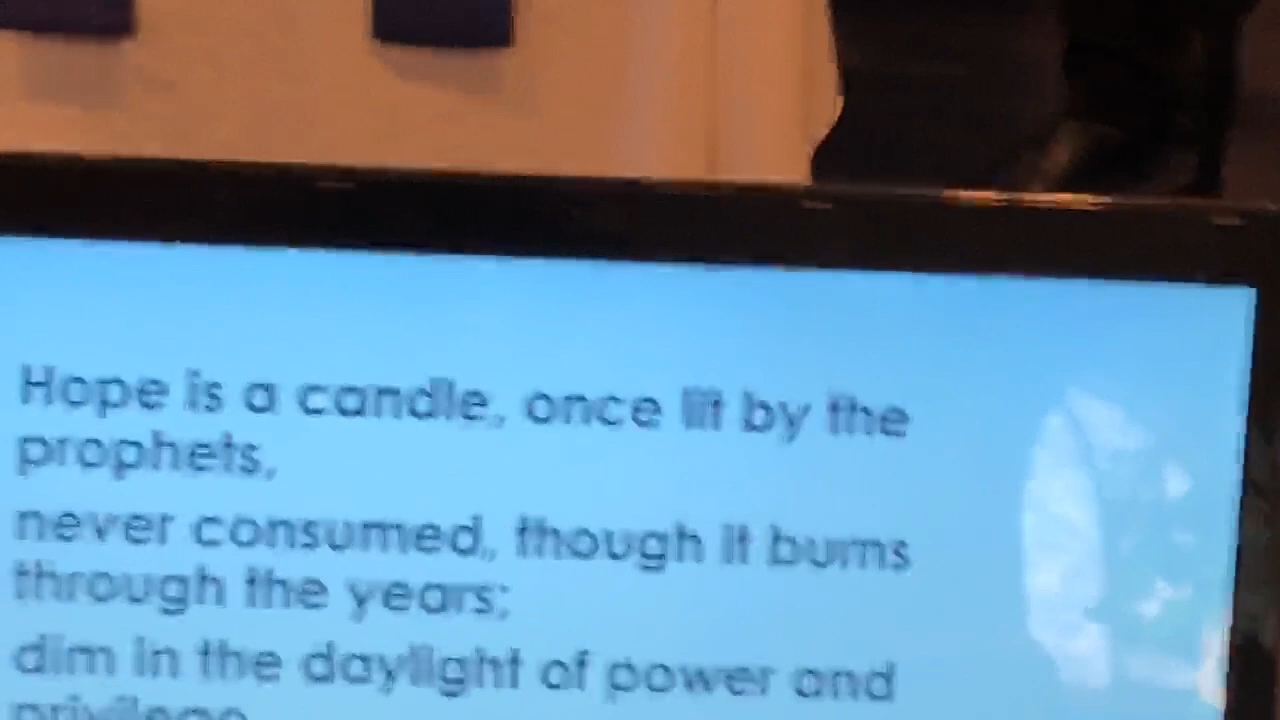 Hope is a candle, once lit by the
prophets,
never consumed, though it burns
through the years;
dim in the daylight of power and
privilege